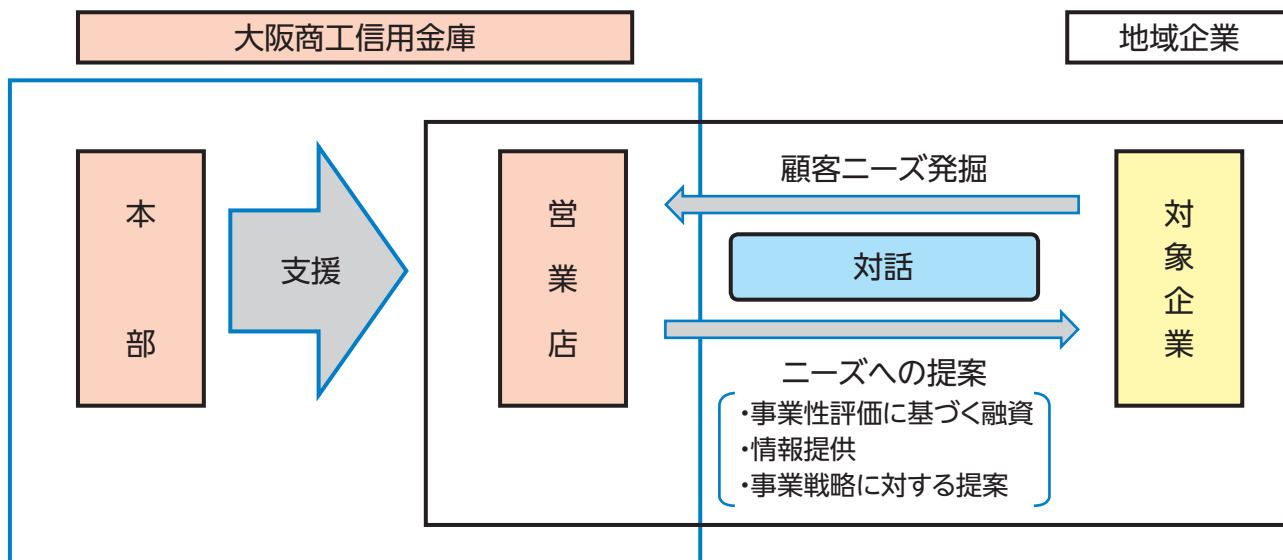 大阪商工信用金庫
地域企業
本部
支援
営業店
顧客ニーズ発掘
対話
ニーズへの提案
・事業性評価に基づく融資
・情報提供
・事業戦略に対する提案
対象企業